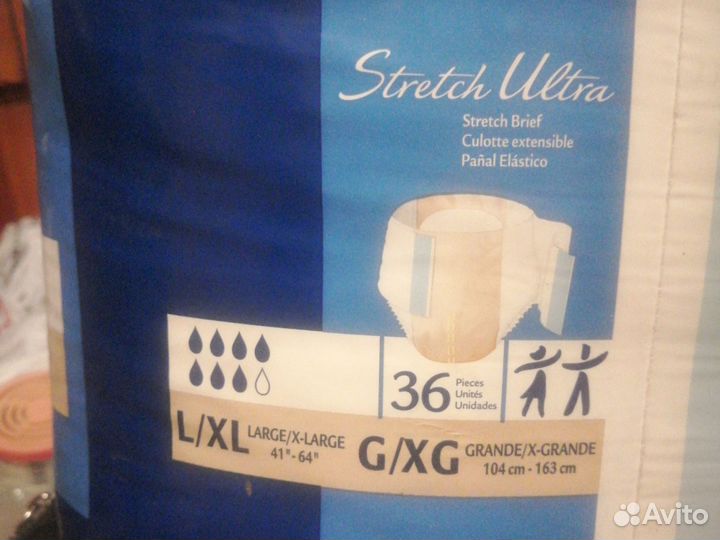 Stretch Ultra
Stretch Brief
Culotte extensible
Pañal Elástico
36 Pieces
Unités
Unidades
L/XL LARGE/X-LARGE
41" - 64"
G/XG GRANDE/X-GRANDE
104 cm - 163 cm
Avito